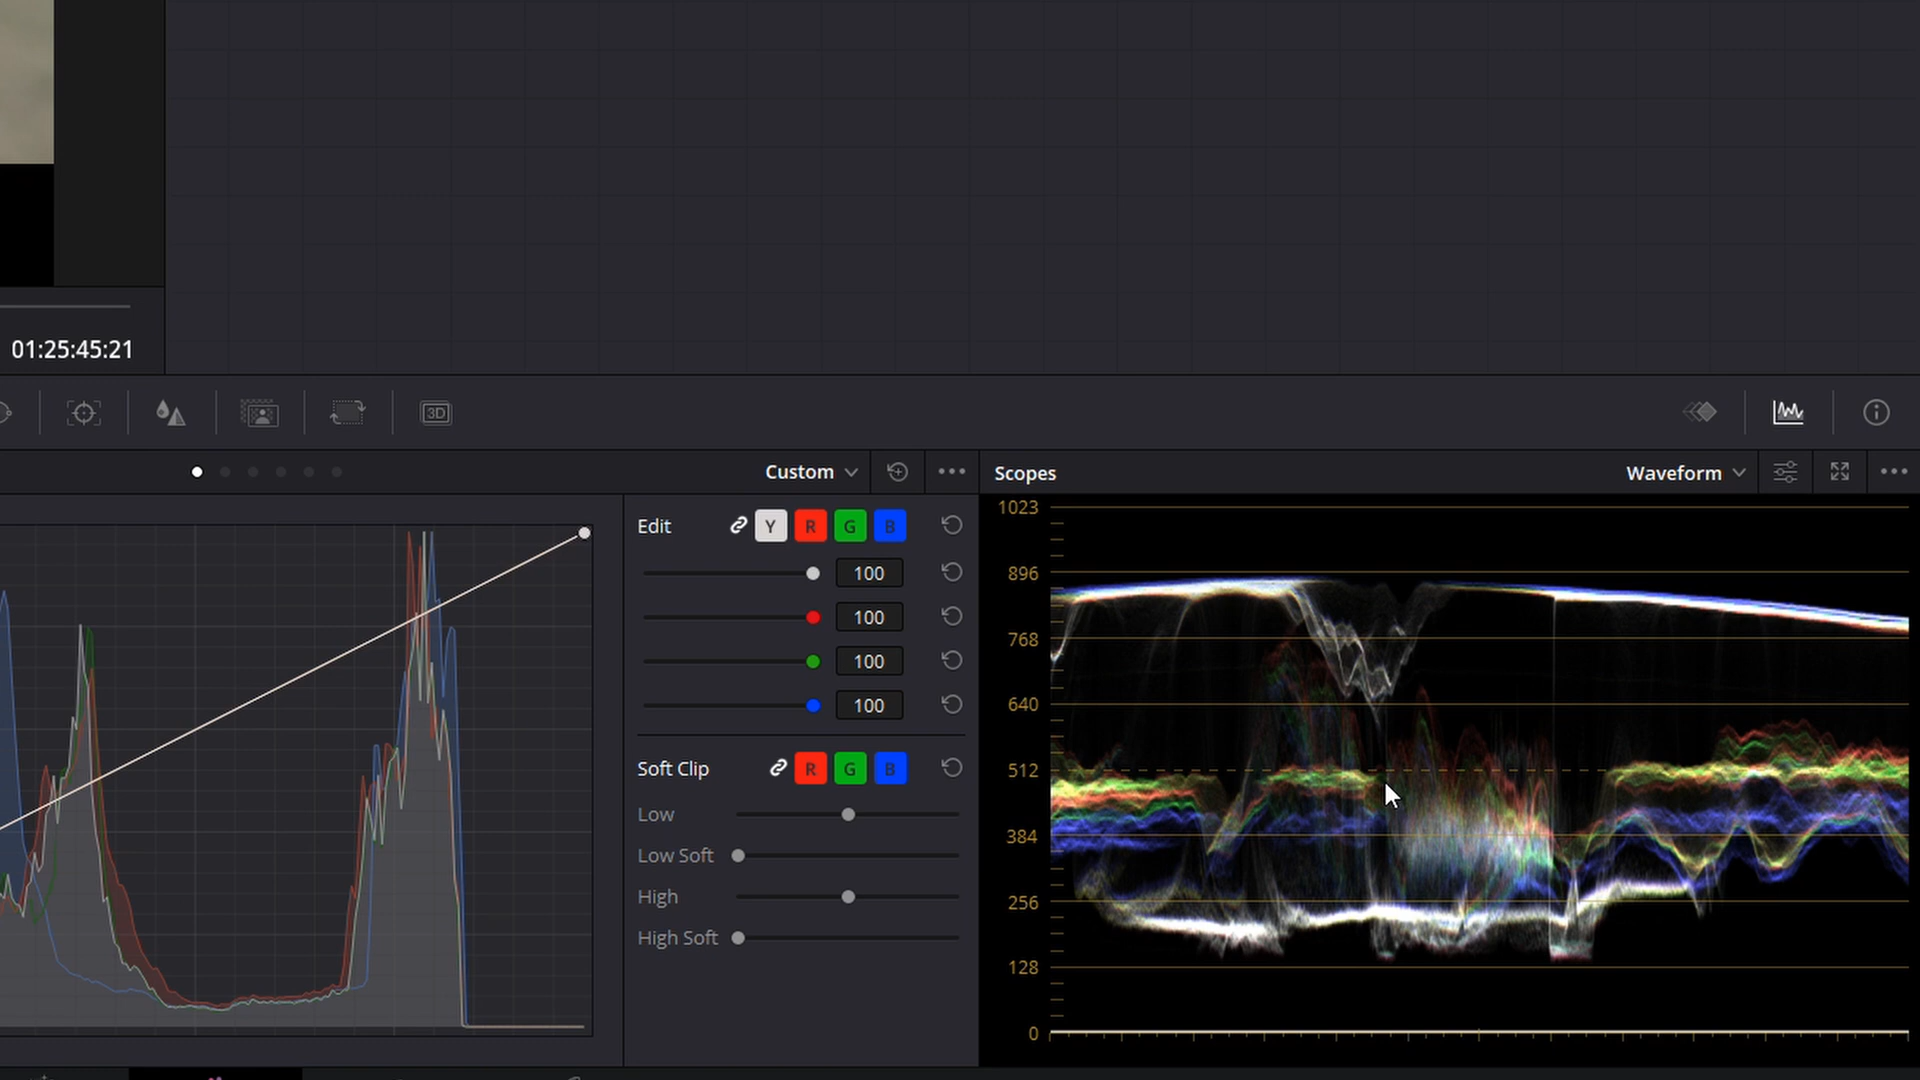 01:25:45:21
3D
Custom
Scopes
Waveform
Edit Y R G B
100
100
100
100
Soft Clip R G B
Low
Low Soft
High
High Soft
1023
896
768
640
512
384
256
128
0